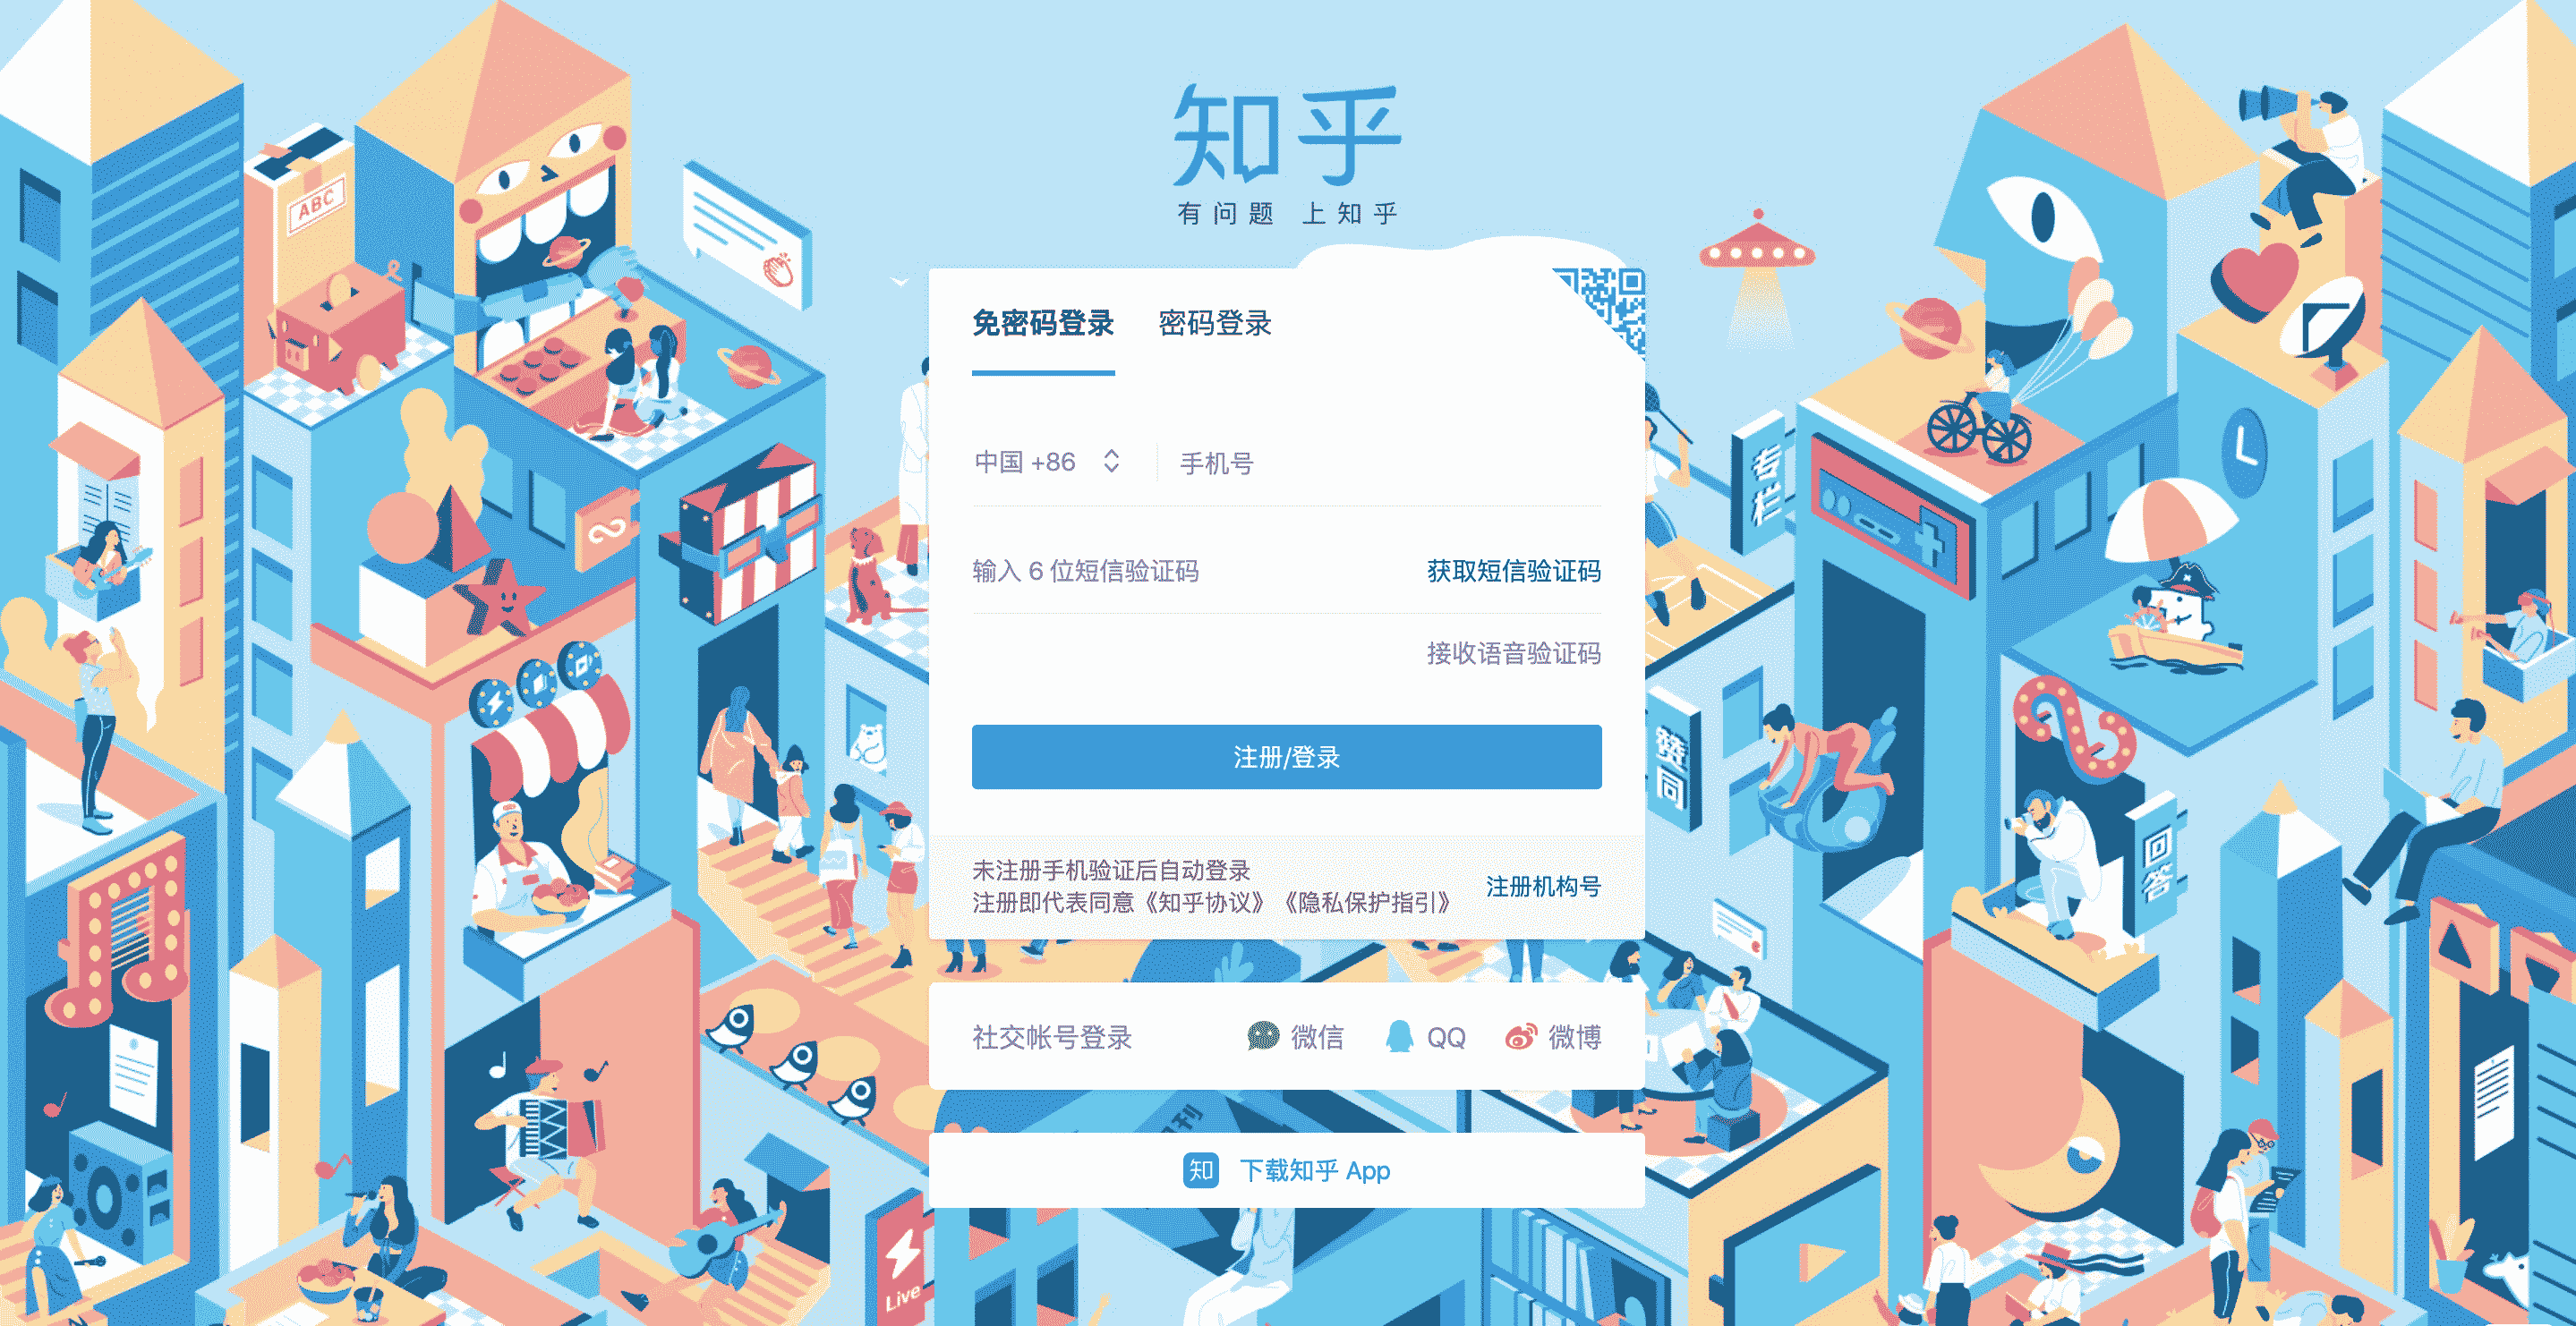 知乎
有问题 上知乎
ABC
免密码登录 密码登录
中国 +86 手机号
输入 6 位短信验证码 获取短信验证码
接收语音验证码
注册/登录
未注册手机验证后自动登录
注册即代表同意《知乎协议》《隐私保护指引》
注册机构号
社交帐号登录 微信 QQ 微博
知 下载知乎 App
专栏
赞同
回答
刊
Live